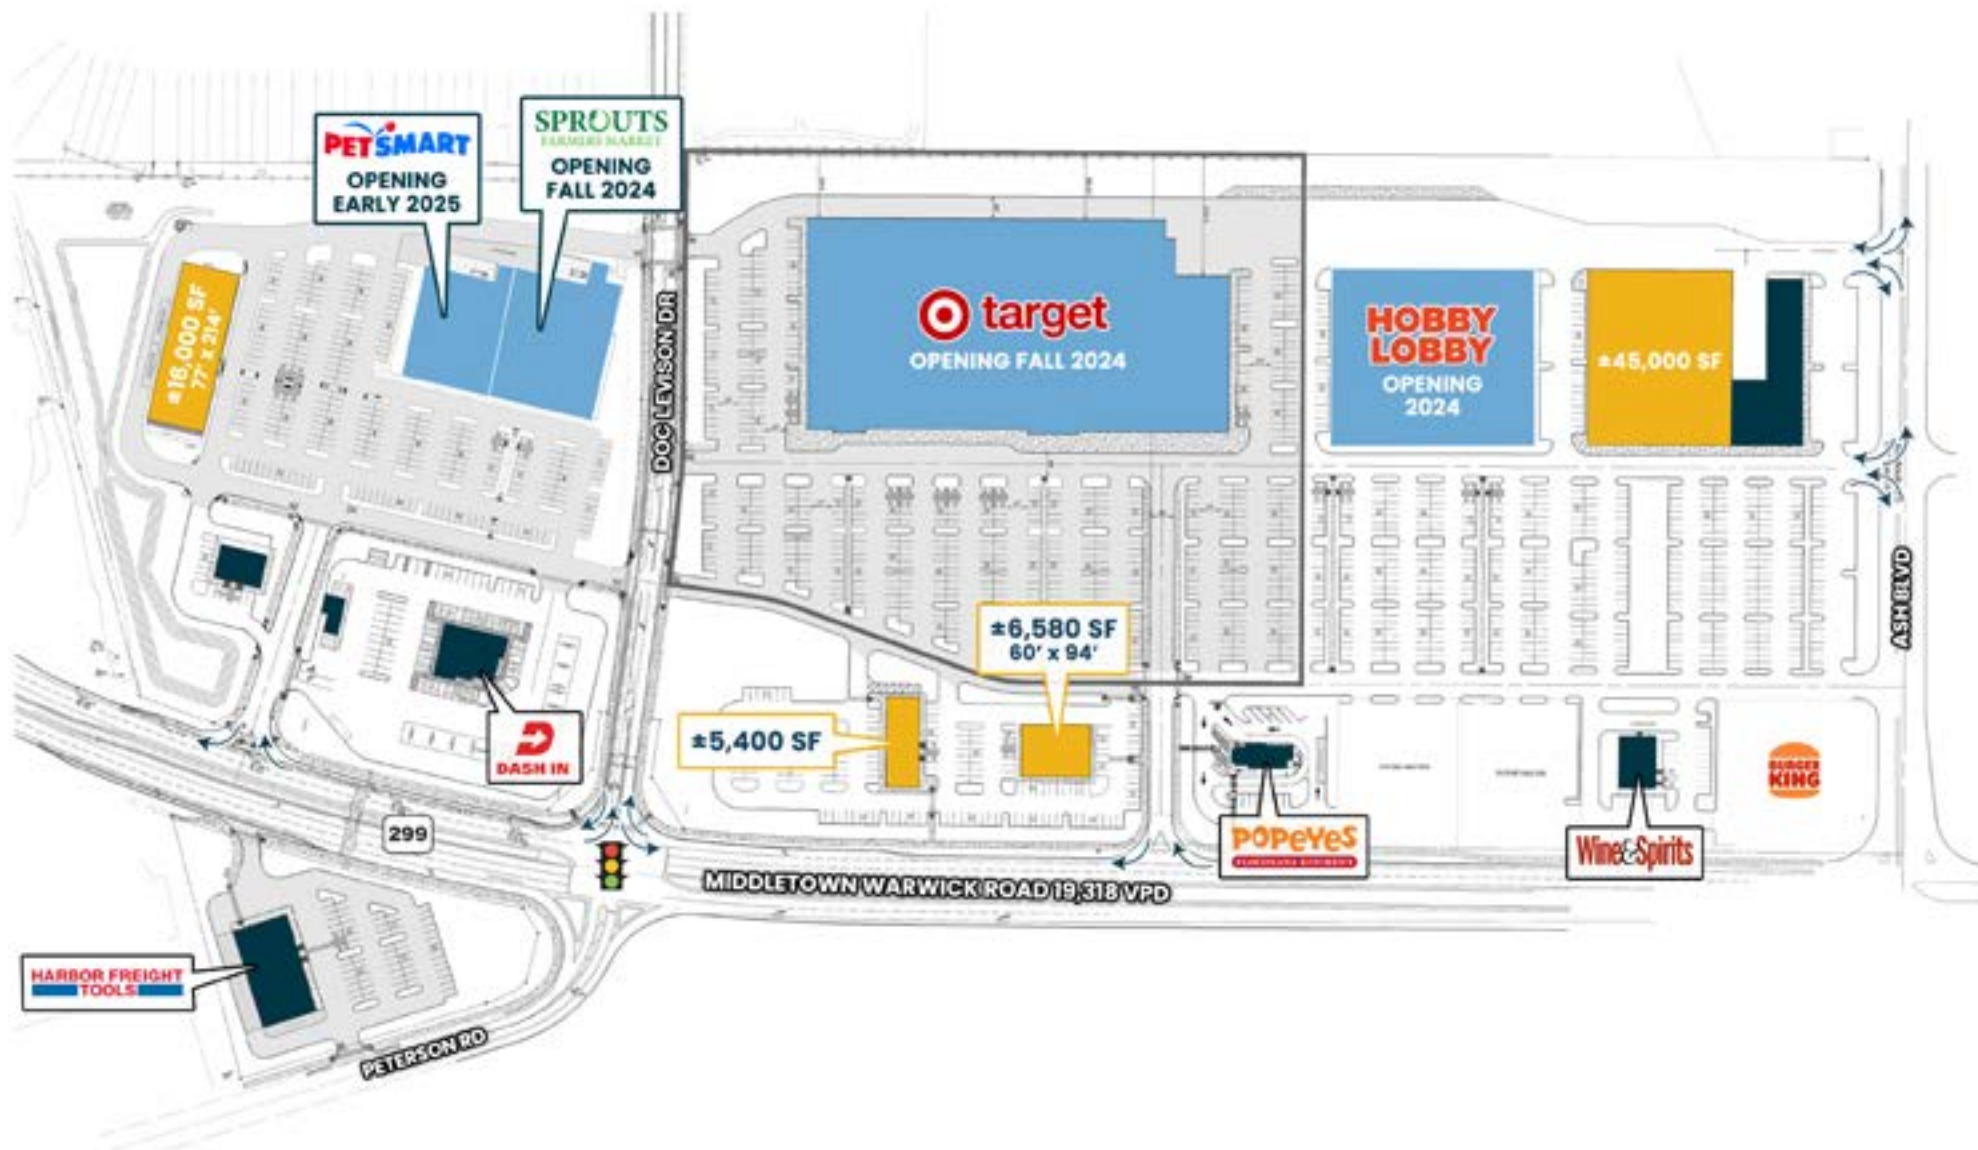 PETSMART
OPENING
EARLY 2025
SPROUTS
FARMERS MARKET
OPENING
FALL 2024
±16,000 SF
77' x 214'
DOC LEVISON DR
target
OPENING FALL 2024
HOBBY
LOBBY
OPENING
2024
±45,000 SF
ASH BLVD
±6,580 SF
60' x 94'
±5,400 SF
DASH IN
299
POPEYES
LOUISIANA KITCHEN
Wine&Spirits
BURGER
KING
MIDDLETOWN WARWICK ROAD 19,318 VPD
HARBOR FREIGHT
TOOLS
PETERSON RD